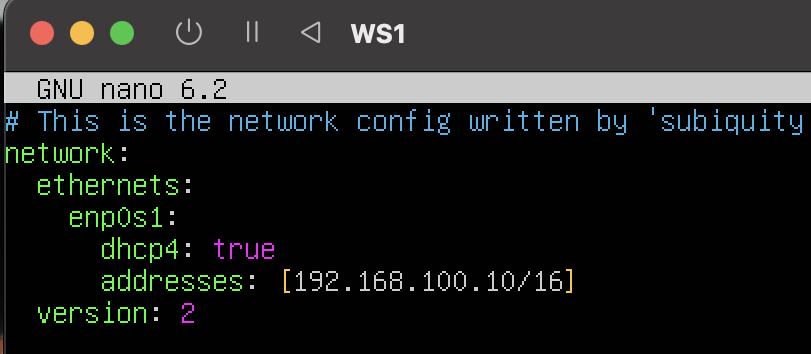 WS1
GNU nano 6.2
# This is the network config written by 'subiquity
network:
  ethernets:
    enp0s1:
      dhcp4: true
      addresses: [192.168.100.10/16]
  version: 2